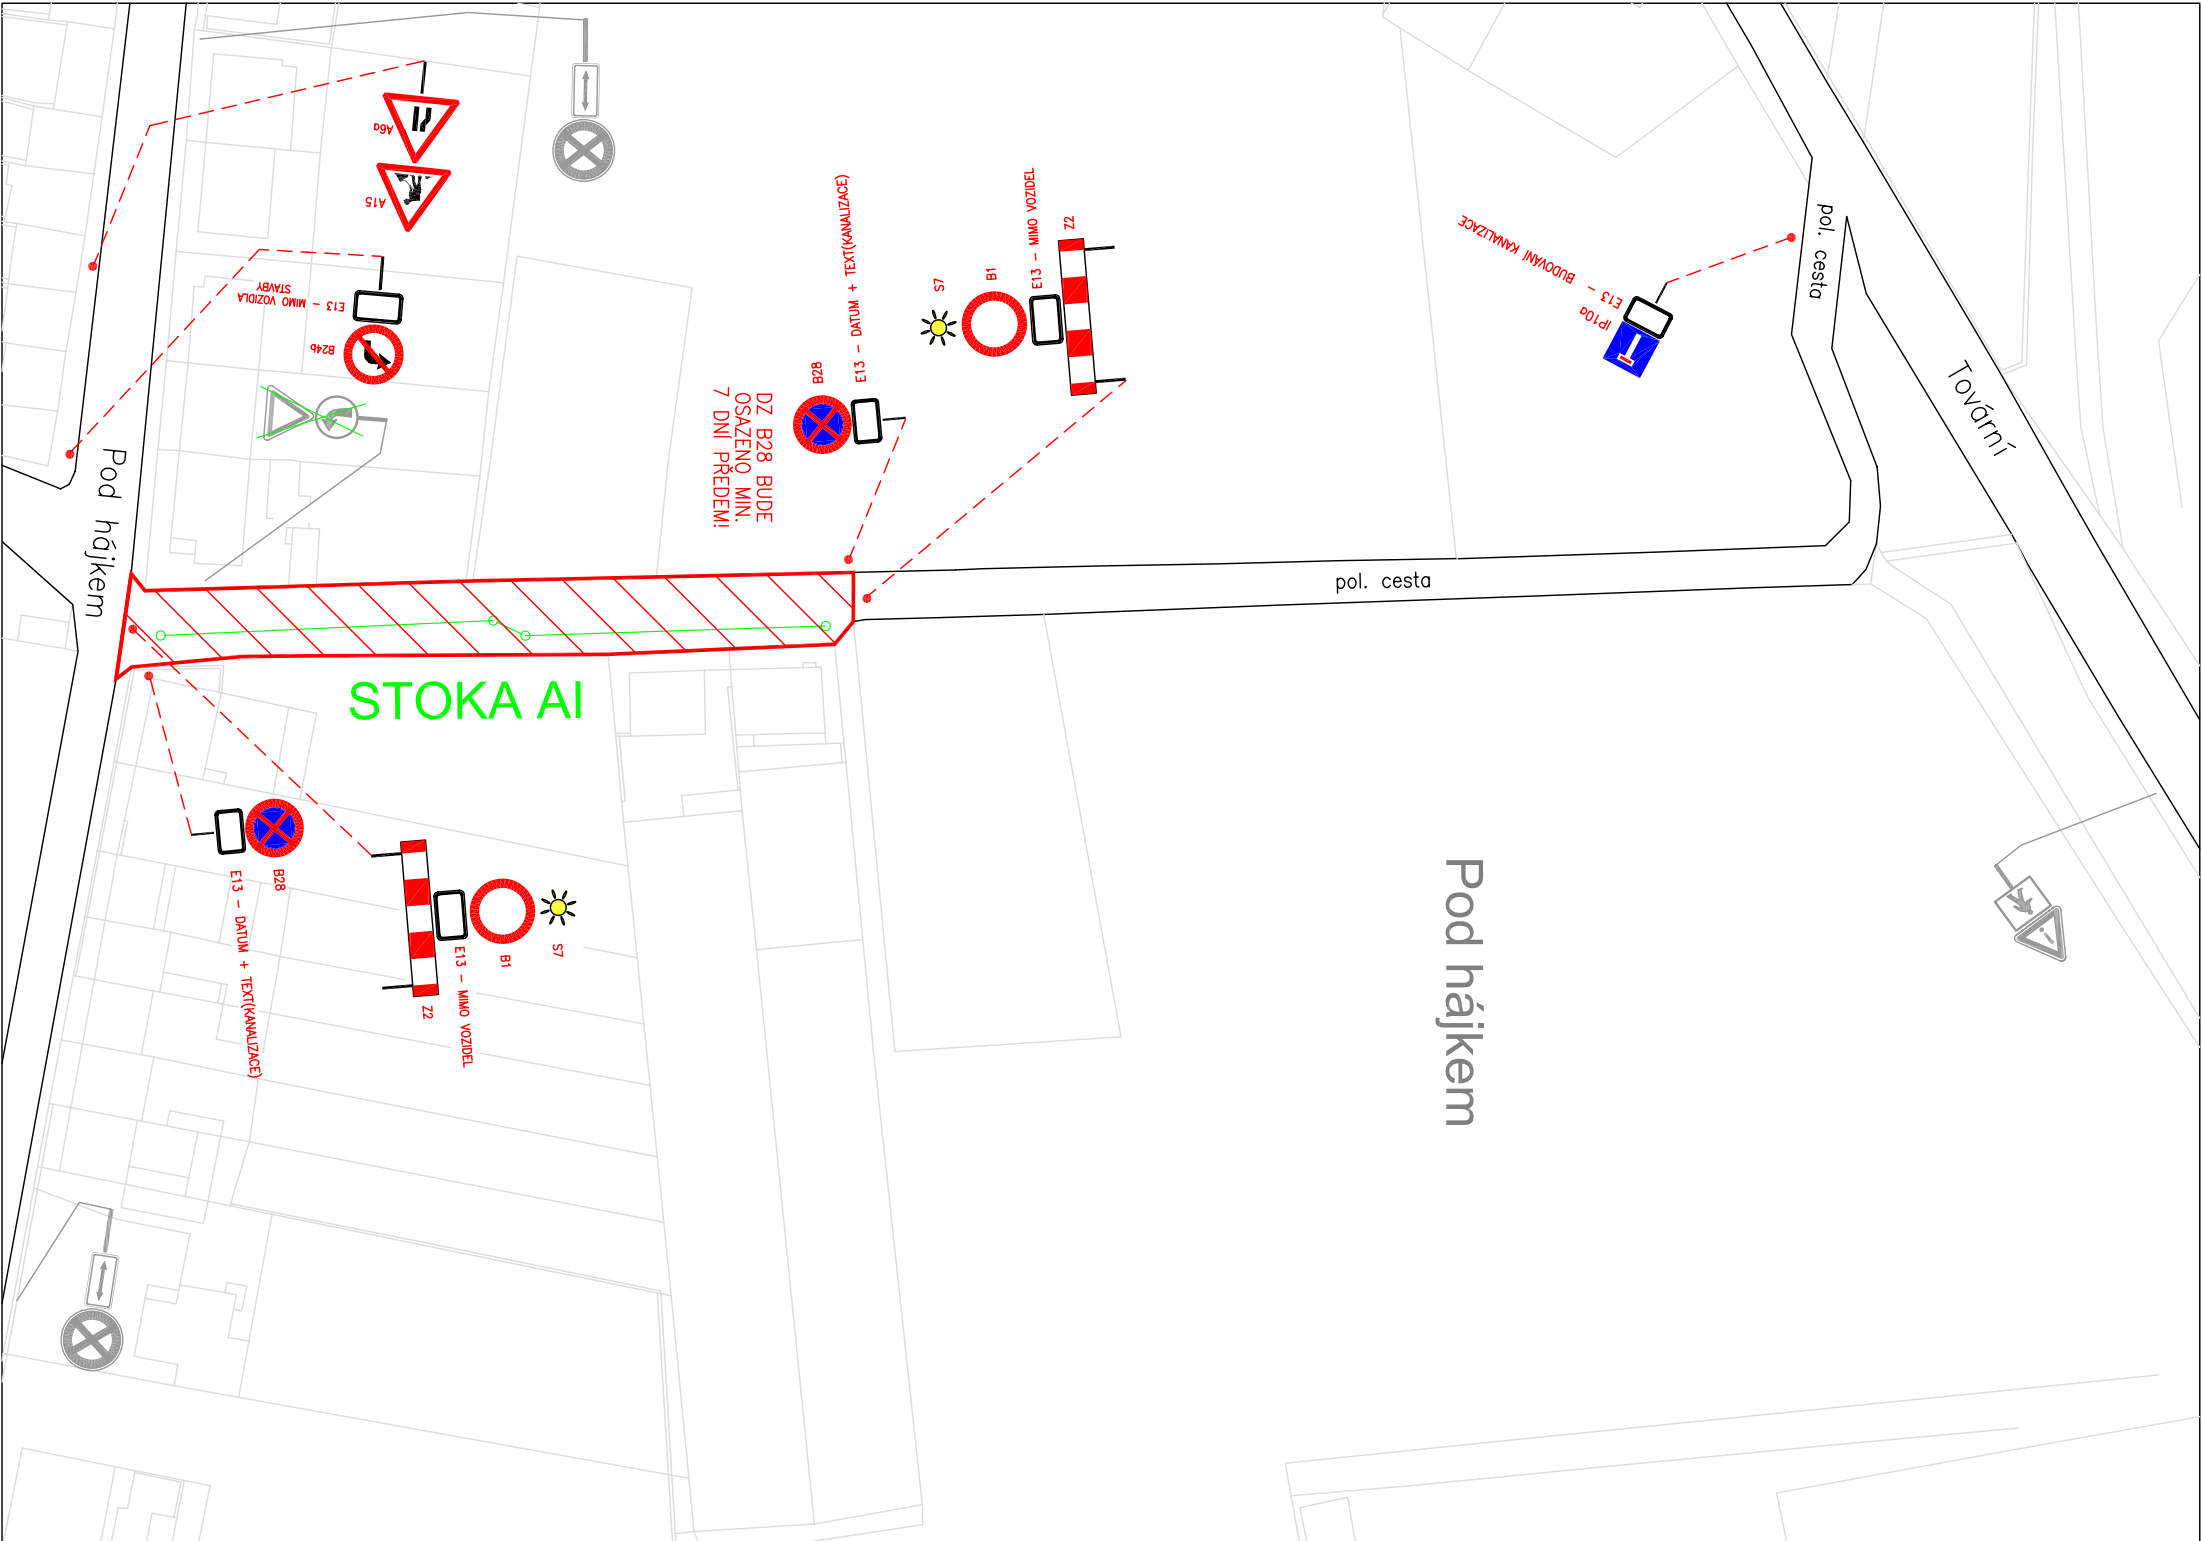 A6a
A15
E13 - MIMO VOZIDLA
STAVBY
B24b
Pod hájkem
STOKA AI
DZ B28 BUDE
OSAZENO MIN.
7 DNÍ PŘEDEM!
B28
E13 - DATUM + TEXT(KANALIZACE)
S7
B1
E13 - MIMO VOZIDEL
Z2
E13 - BUDOVÁNÍ KANALIZACE
IP10a
pol. cesta
Tovární
pol. cesta
E13 - DATUM + TEXT(KANALIZACE)
B28
Z2
E13 - MIMO VOZIDEL
B1
S7
Pod hájkem